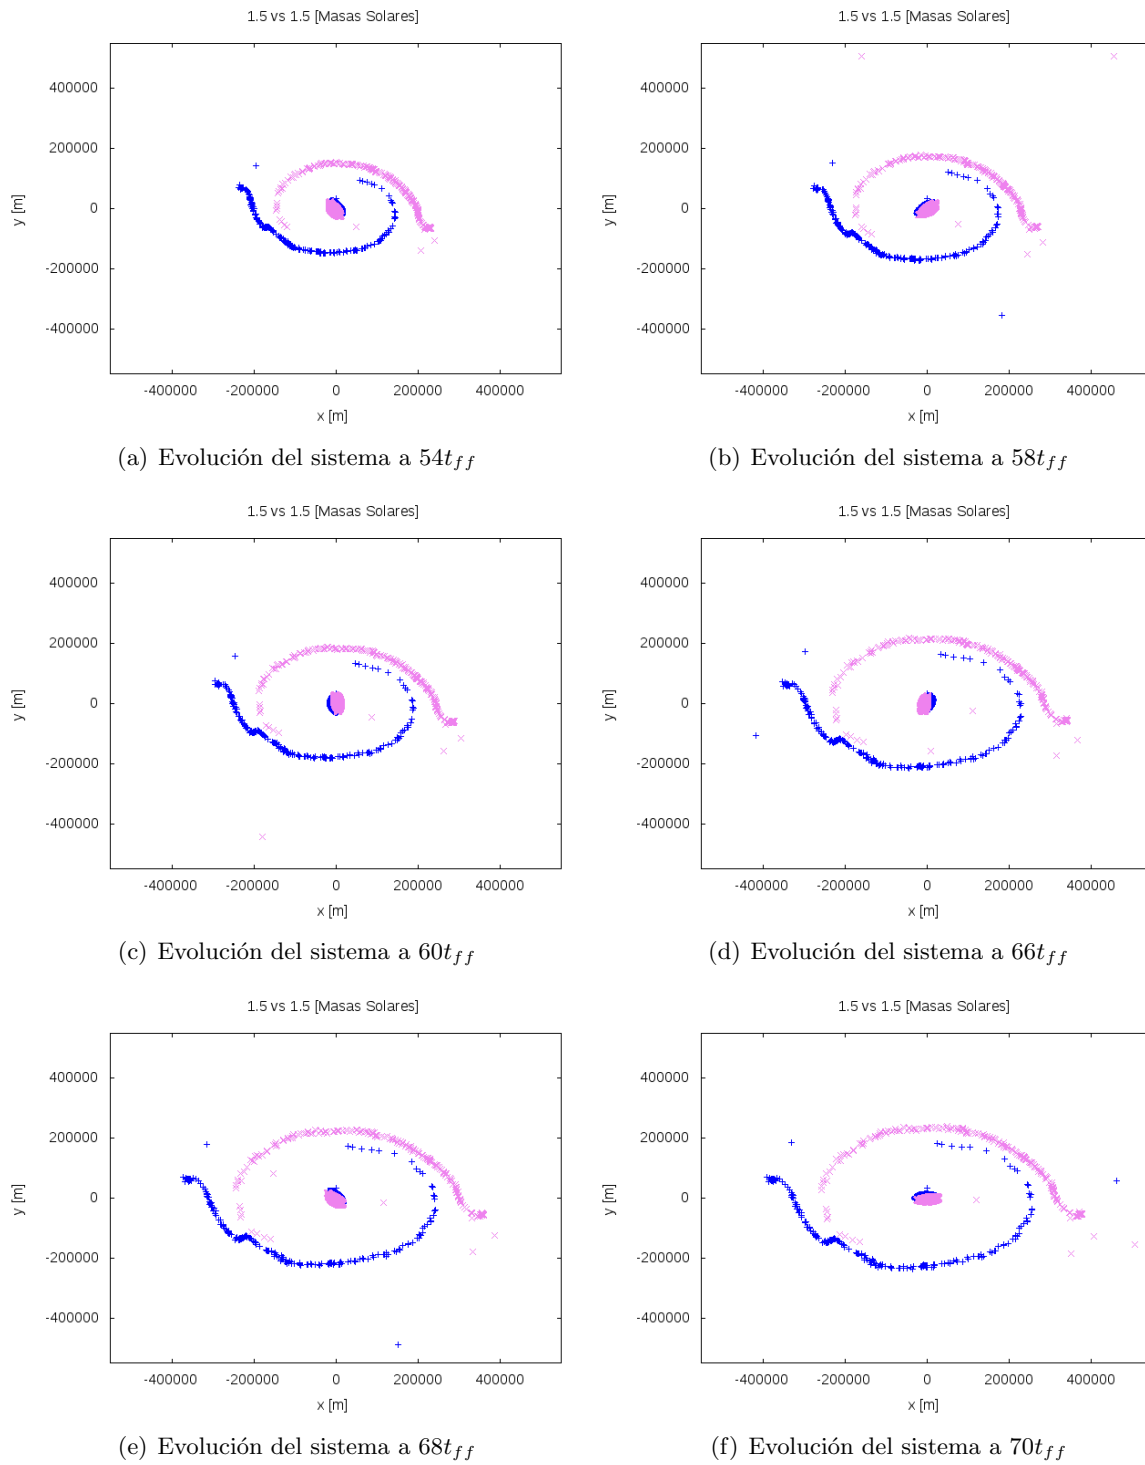 1.5 vs 1.5 [Masas Solares]
400000
200000
0
-200000
-400000
y [m]
-400000 -200000 0 200000 400000
x [m]
(a) Evolución del sistema a 54tff
1.5 vs 1.5 [Masas Solares]
400000
200000
0
-200000
-400000
y [m]
-400000 -200000 0 200000 400000
x [m]
(b) Evolución del sistema a 58tff
1.5 vs 1.5 [Masas Solares]
400000
200000
0
-200000
-400000
y [m]
-400000 -200000 0 200000 400000
x [m]
(c) Evolución del sistema a 60tff
1.5 vs 1.5 [Masas Solares]
400000
200000
0
-200000
-400000
y [m]
-400000 -200000 0 200000 400000
x [m]
(d) Evolución del sistema a 66tff
1.5 vs 1.5 [Masas Solares]
400000
200000
0
-200000
-400000
y [m]
-400000 -200000 0 200000 400000
x [m]
(e) Evolución del sistema a 68tff
1.5 vs 1.5 [Masas Solares]
400000
200000
0
-200000
-400000
y [m]
-400000 -200000 0 200000 400000
x [m]
(f) Evolución del sistema a 70tff